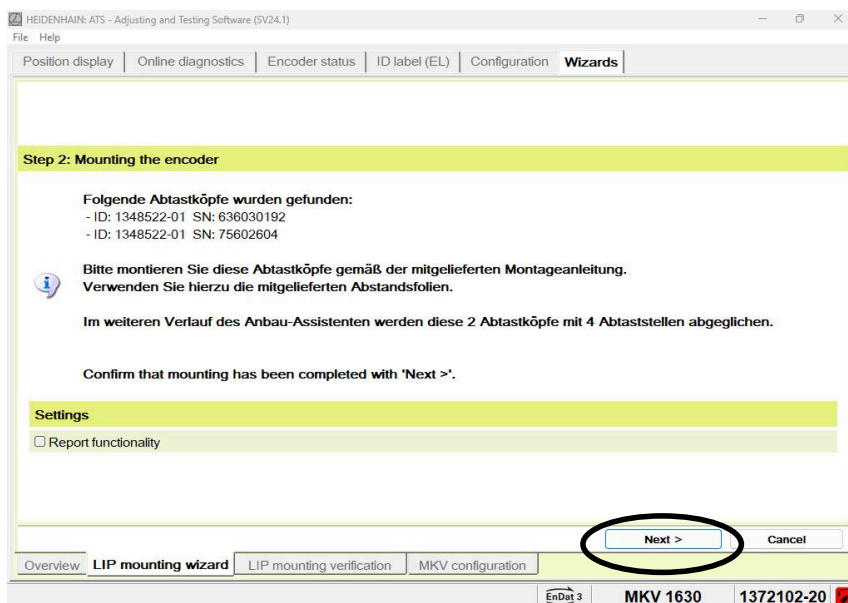 HEIDENHAIN: ATS - Adjusting and Testing Software (SV24.1)
File Help
Position display Online diagnostics Encoder status ID label (EL) Configuration Wizards
Step 2: Mounting the encoder
Folgende Abtastköpfe wurden gefunden:
- ID: 1348522-01 SN: 636030192
- ID: 1348522-01 SN: 75602604
Bitte montieren Sie diese Abtastköpfe gemäß der mitgelieferten Montageanleitung.
Verwenden Sie hierzu die mitgelieferten Abstandsfolien.
Im weiteren Verlauf des Anbau-Assistenten werden diese 2 Abtastköpfe mit 4 Abtaststellen abgeglichen.
Confirm that mounting has been completed with 'Next >'.
Settings
Report functionality
Next > Cancel
Overview LIP mounting wizard LIP mounting verification MKV configuration
EnDat 3 MKV 1630 1372102-20